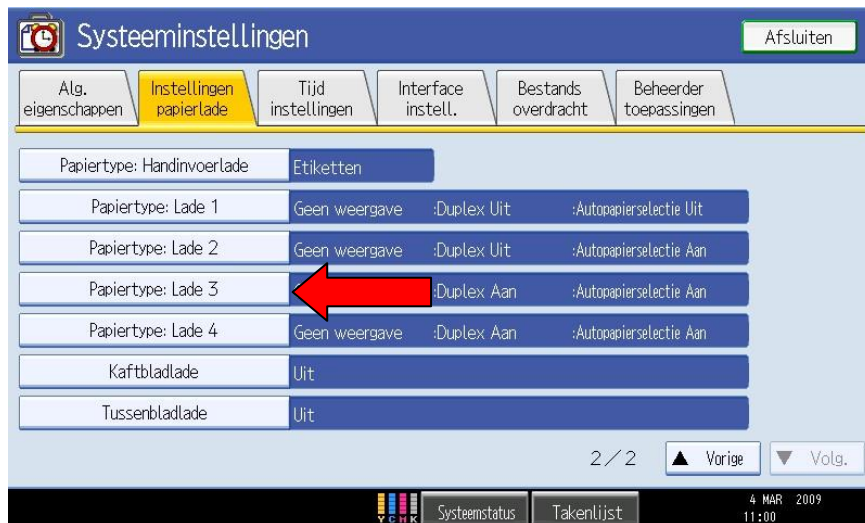 Systeeminstellingen
Afsluiten
Alg. eigenschappen
Instellingen papierlade
Tijd instellingen
Interface instell.
Bestands overdracht
Beheerder toepassingen
Papiertype: Handinvoerlade Etiketten
Papiertype: Lade 1 Geen weergave :Duplex Uit :Autopapierselectie Uit
Papiertype: Lade 2 Geen weergave :Duplex Uit :Autopapierselectie Aan
Papiertype: Lade 3 :Duplex Aan :Autopapierselectie Aan
Papiertype: Lade 4 Geen weergave :Duplex Aan :Autopapierselectie Aan
Kaftbladlade Uit
Tussenbladlade Uit
2/2 ▲ Vorige ▼ Volg.
Y C M K Systeemstatus Takenlijst 4 MAR 2009
11:00